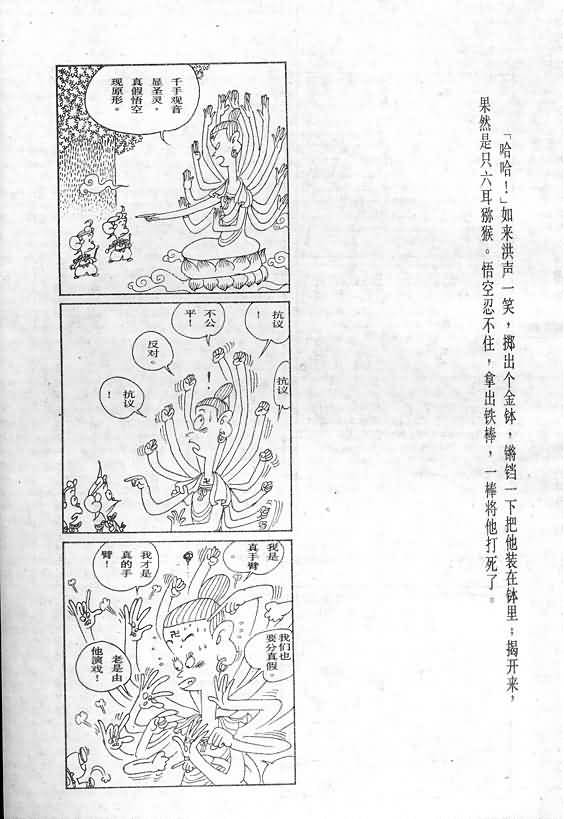 「哈哈！」如来洪声一笑，掷出个金钵，锵铛一下把他装在钵里；揭开来，
果然是只六耳猕猴。悟空忍不住，拿出铁棒，一棒将他打死了。
千手观音
显圣灵，
真假悟空
现原形。
抗议
！
不公
平！
反对。
抗议
！
抗议
！
我是
真手臂
我才是
真的手
臂！
我们也
要分真假。
老是由
他演戏！